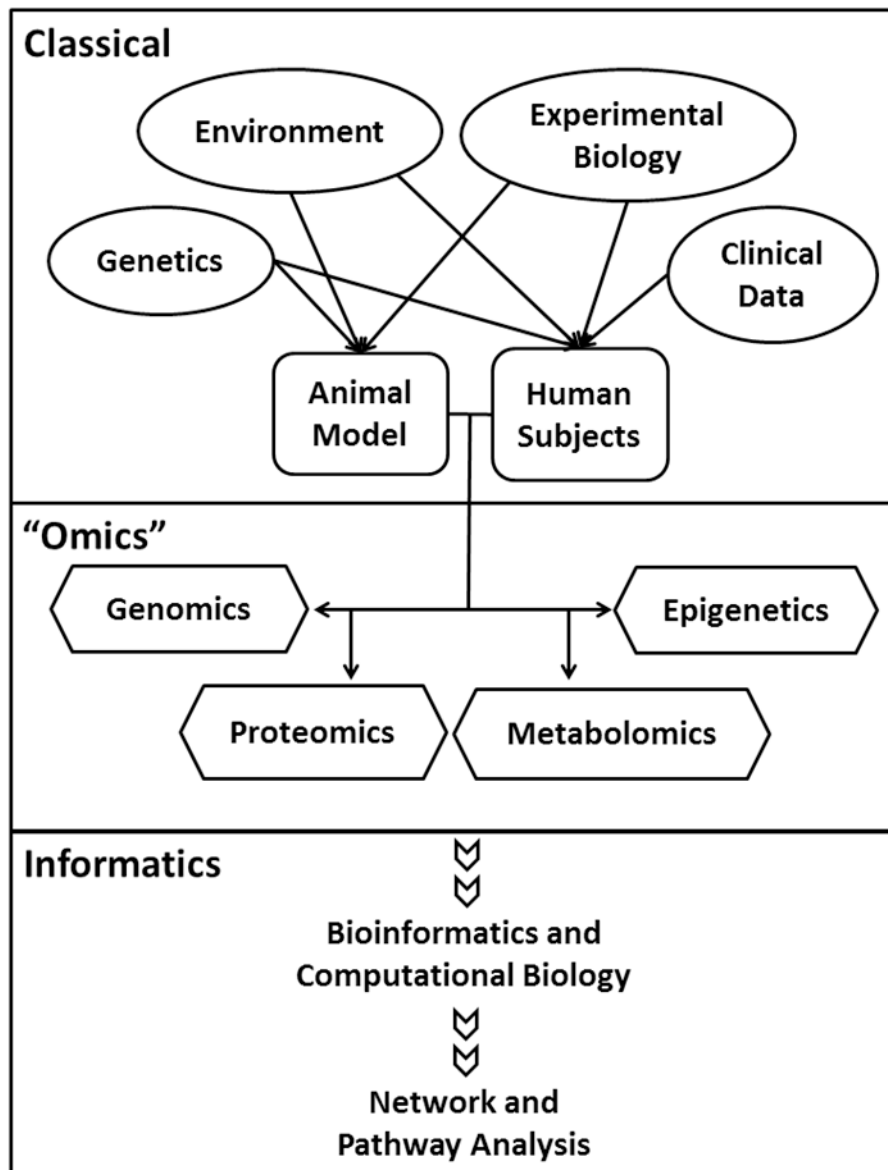 Classical
Environment
Experimental
Biology
Genetics
Clinical
Data
Animal
Model
Human
Subjects
“Omics”
Genomics
Epigenetics
Proteomics
Metabolomics
Informatics
Bioinformatics and
Computational Biology
Network and
Pathway Analysis